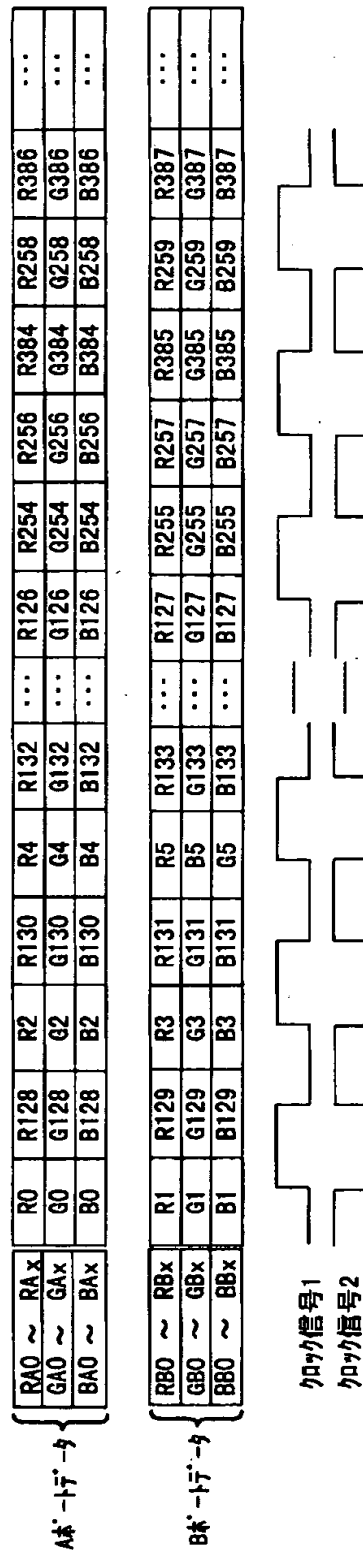 Aポートデータ
RA0 ~ RAx R0 R128 R2 R130 R4 R132 ... R126 R254 R256 R384 R258 R386 ...
GA0 ~ GAx G0 G128 G2 G130 G4 G132 ... G126 G254 G256 G384 G258 G386 ...
BA0 ~ BAx B0 B128 B2 B130 B4 B132 ... B126 B254 B256 B384 B258 B386 ...
Bポートデータ
RB0 ~ RBx R1 R129 R3 R131 R5 R133 ... R127 R255 R257 R385 R259 R387 ...
GB0 ~ GBx G1 G129 G3 G131 B5 G133 ... G127 G255 G257 G385 G259 G387 ...
BB0 ~ BBx B1 B129 B3 B131 G5 B133 ... B127 B255 B257 B385 B259 B387 ...
クロック信号1
クロック信号2